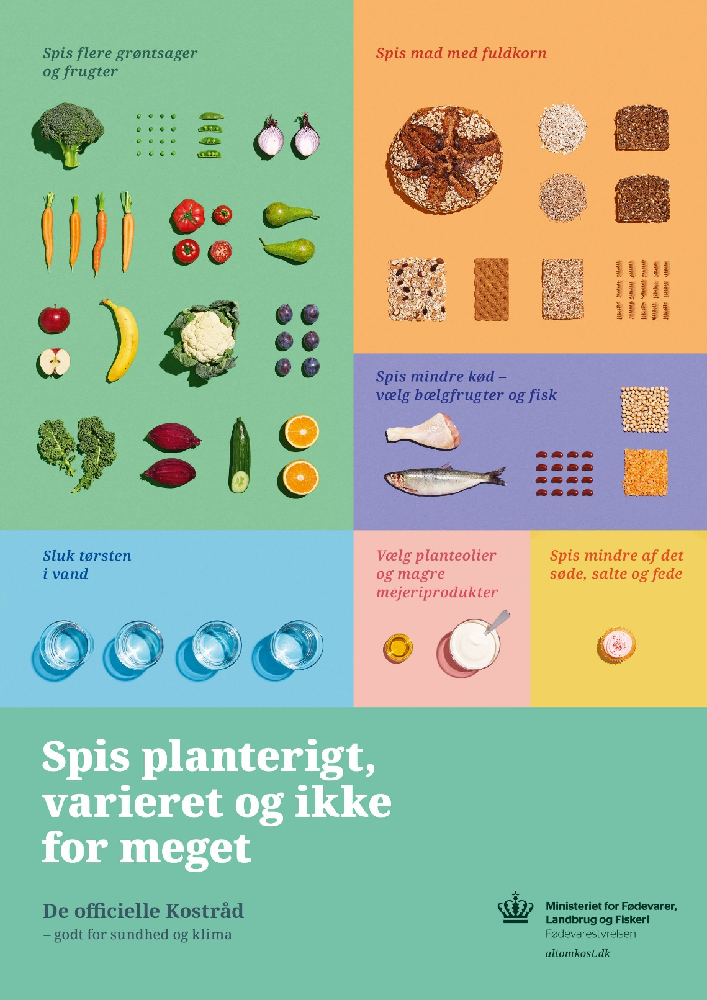 Spis flere grøntsager
og frugter
Spis mad med fuldkorn
Spis mindre kød –
vælg bælgfrugter og fisk
Sluk tørsten
i vand
Vælg planteolier
og magre
mejeriprodukter
Spis mindre af det
søde, salte og fede
Spis planterigt,
varieret og ikke
for meget
De officielle Kostråd
– godt for sundhed og klima
Ministeriet for Fødevarer,
Landbrug og Fiskeri
Fødevarestyrelsen
altomkost.dk